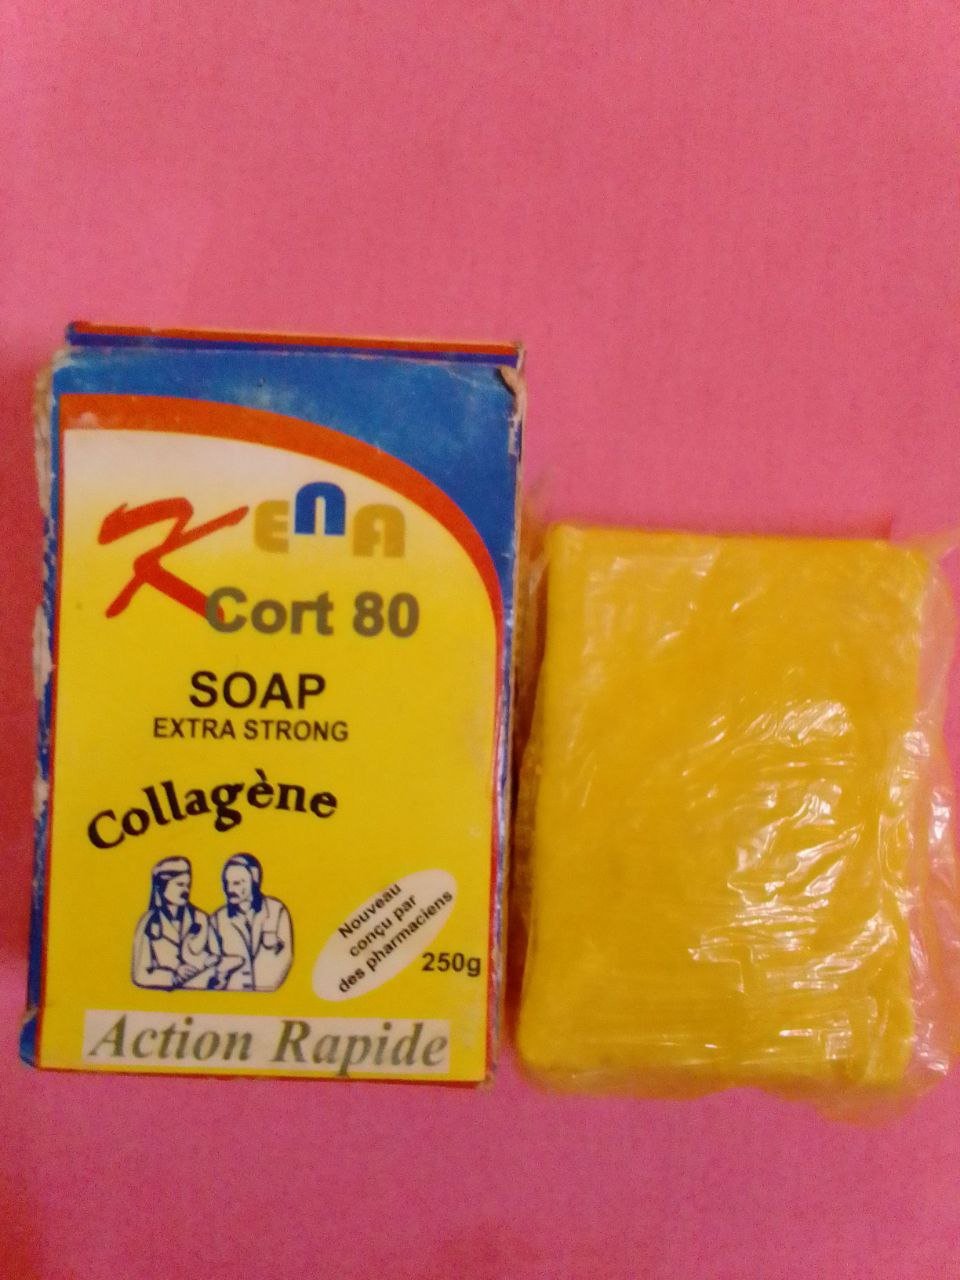 KEnA
Cort 80
SOAP
EXTRA STRONG
Collagène
Nouveau
conçu par
des pharmaciens
250g
Action Rapide